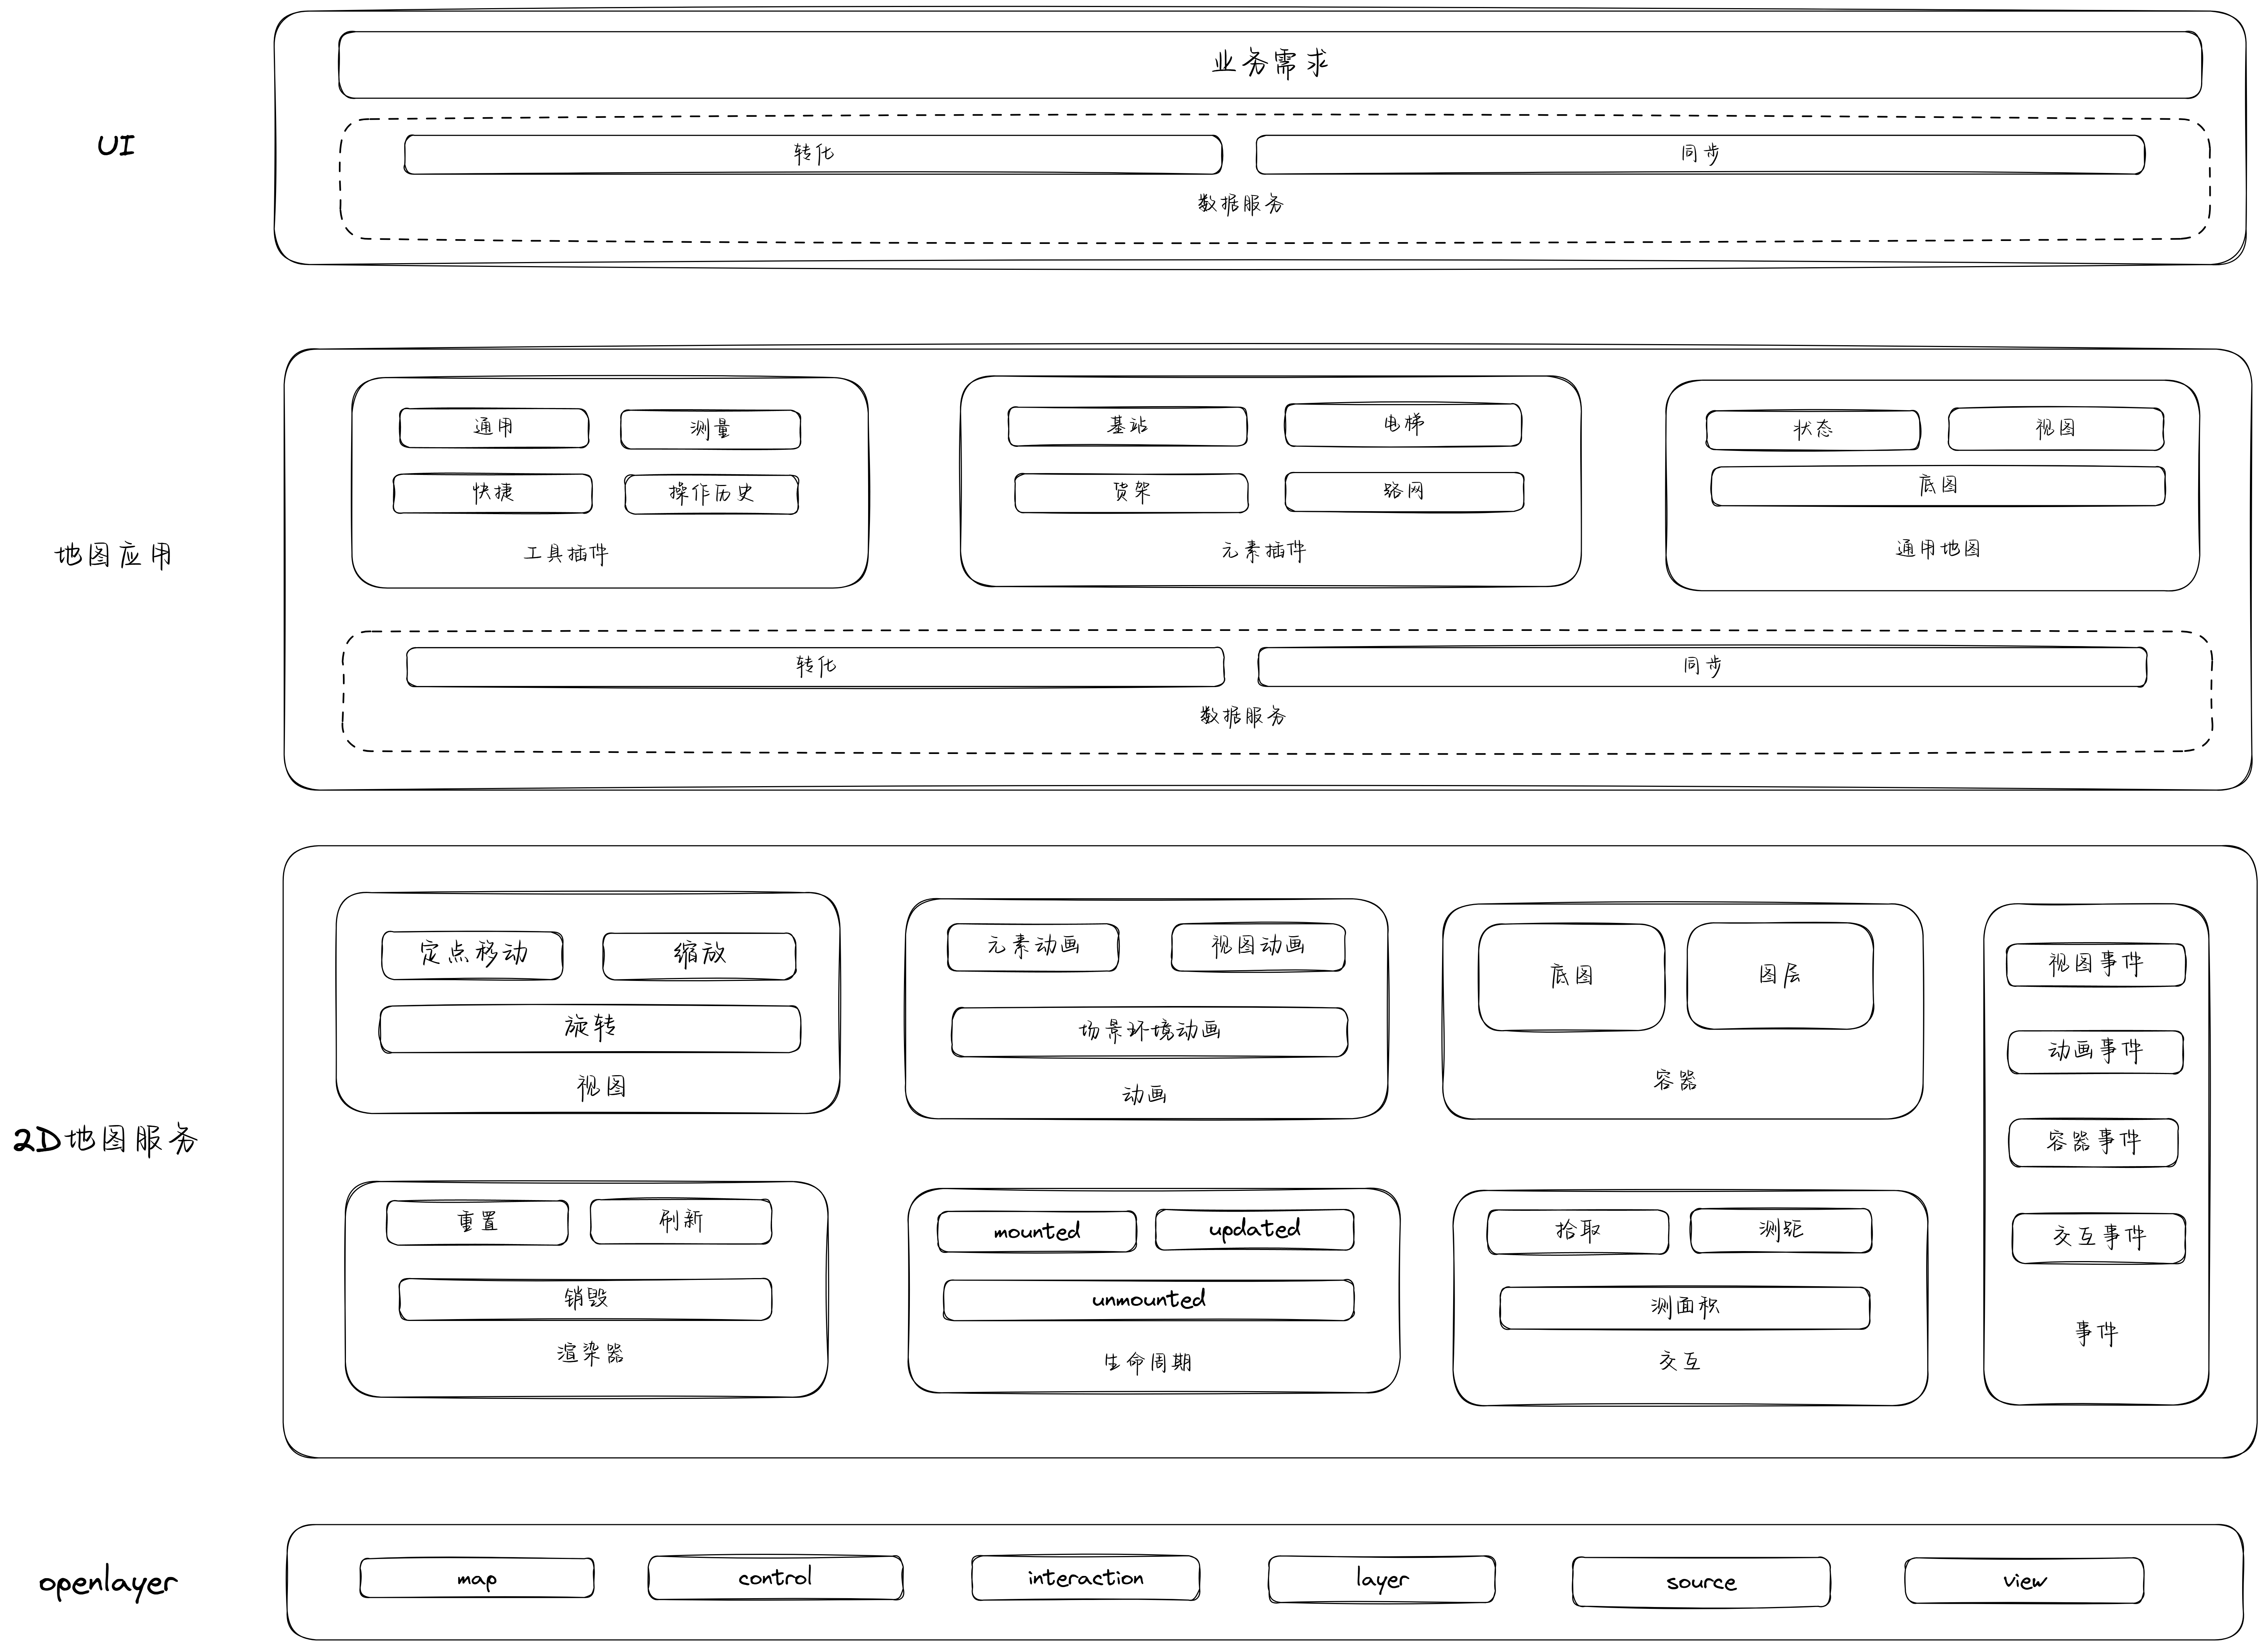 UI
业务需求
转化
同步
数据服务
地图应用
通用
测量
快捷
操作历史
工具插件
基站
电梯
货架
路网
元素插件
状态
视图
底图
通用地图
转化
同步
数据服务
2D地图服务
定点移动
缩放
旋转
视图
元素动画
视图动画
场景环境动画
动画
底图
图层
容器
重置
刷新
销毁
渲染器
mounted
updated
unmounted
生命周期
拾取
测距
测面积
交互
视图事件
动画事件
容器事件
交互事件
事件
openlayer
map
control
interaction
layer
source
view